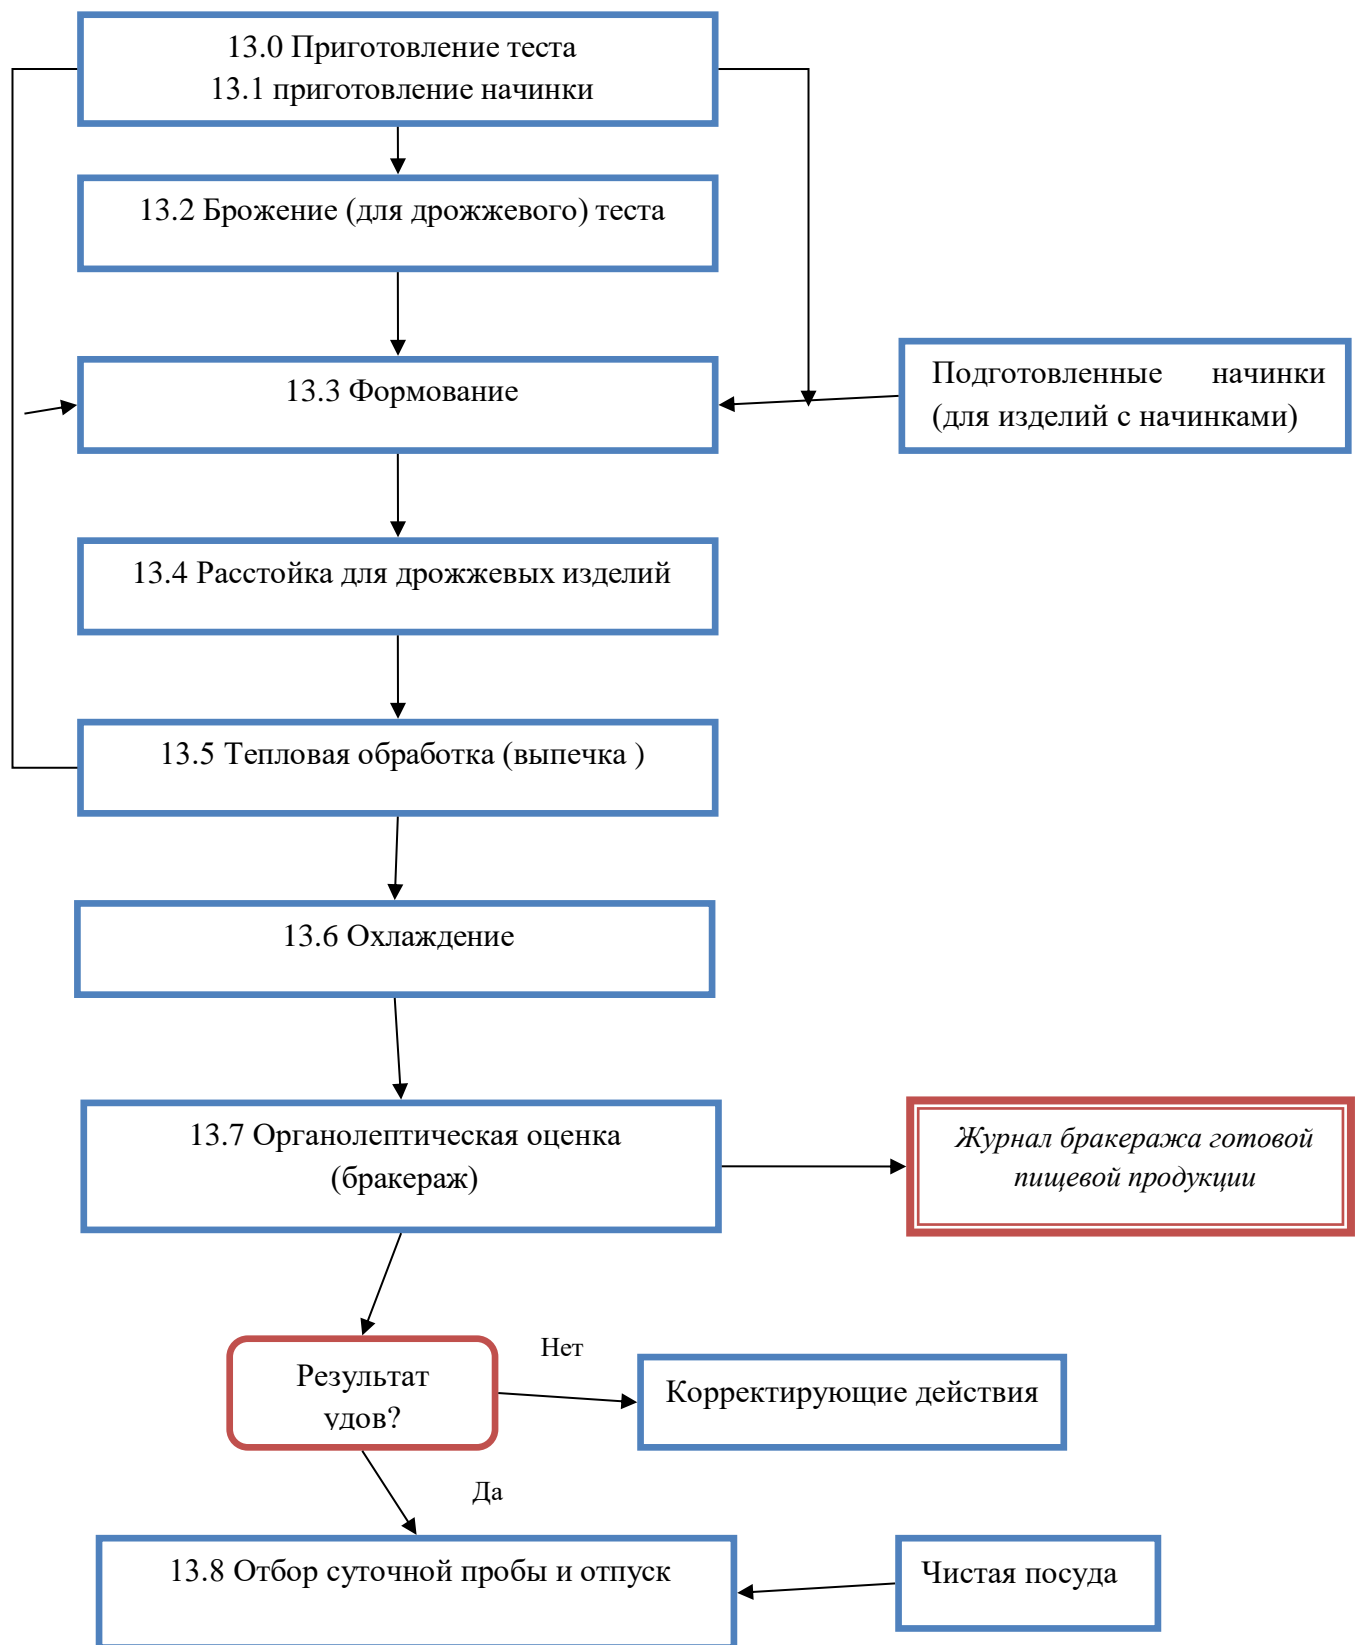 13.0 Приготовление теста
13.1 приготовление начинки
13.2 Брожение (для дрожжевого) теста
13.3 Формование
Подготовленные начинки
(для изделий с начинками)
13.4 Расстойка для дрожжевых изделий
13.5 Тепловая обработка (выпечка )
13.6 Охлаждение
13.7 Органолептическая оценка
(бракераж)
Журнал бракеража готовой
пищевой продукции
Результат
удов?
Нет
Корректирующие действия
Да
13.8 Отбор суточной пробы и отпуск
Чистая посуда